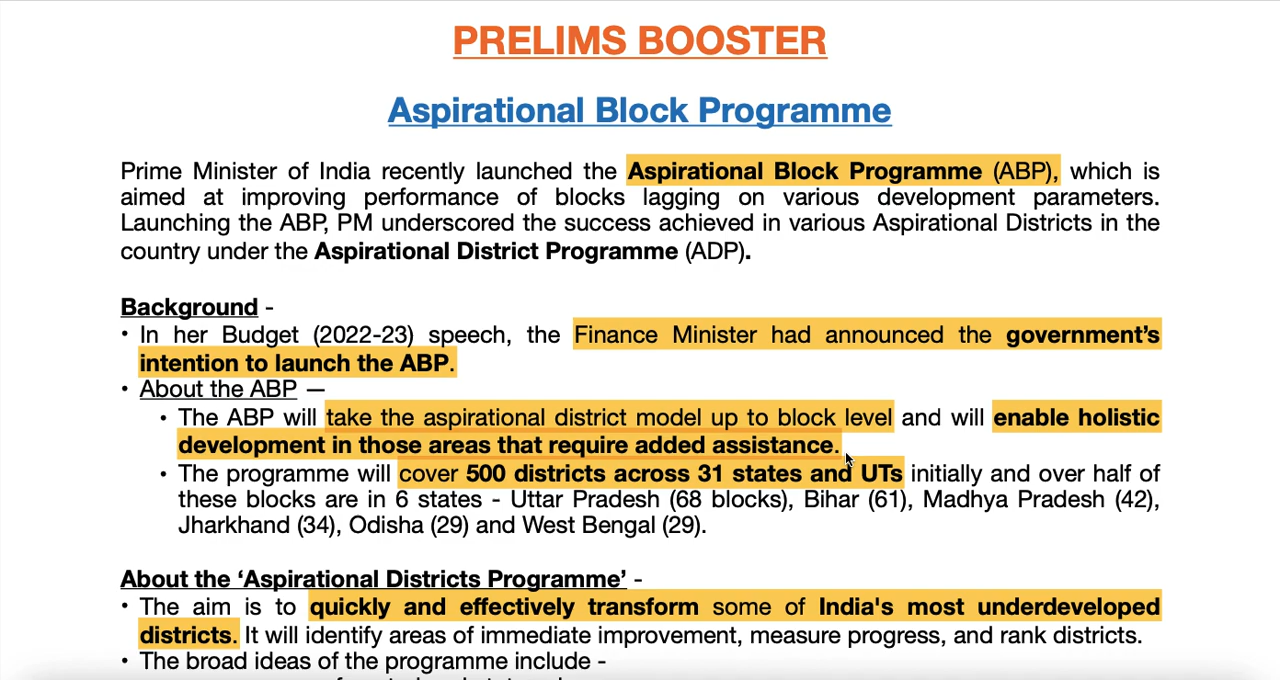 PRELIMS BOOSTER
Aspirational Block Programme
Prime Minister of India recently launched the Aspirational Block Programme (ABP), which is
aimed at improving performance of blocks lagging on various development parameters.
Launching the ABP, PM underscored the success achieved in various Aspirational Districts in the
country under the Aspirational District Programme (ADP).
Background -
• In her Budget (2022-23) speech, the Finance Minister had announced the government's
intention to launch the ABP.
• About the ABP —
• The ABP will take the aspirational district model up to block level and will enable holistic
development in those areas that require added assistance.
• The programme will cover 500 districts across 31 states and UTs initially and over half of
these blocks are in 6 states - Uttar Pradesh (68 blocks), Bihar (61), Madhya Pradesh (42),
Jharkhand (34), Odisha (29) and West Bengal (29).
About the ‘Aspirational Districts Programme’ -
• The aim is to quickly and effectively transform some of India's most underdeveloped
districts. It will identify areas of immediate improvement, measure progress, and rank districts.
• The broad ideas of the programme include -